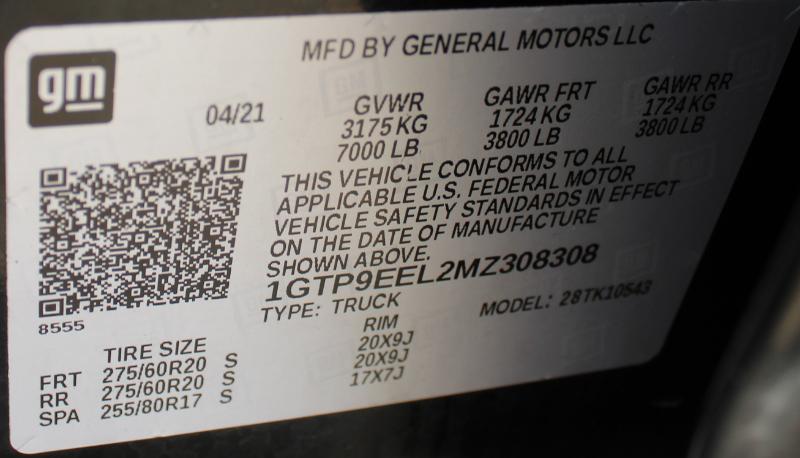 gm
MFD BY GENERAL MOTORS LLC
04/21
GVWR GAWR FRT GAWR RR
3175 KG 1724 KG 1724 KG
7000 LB 3800 LB 3800 LB
THIS VEHICLE CONFORMS TO ALL
APPLICABLE U.S. FEDERAL MOTOR
VEHICLE SAFETY STANDARDS IN EFFECT
ON THE DATE OF MANUFACTURE
SHOWN ABOVE.
1GTP9EEL2MZ308308
TYPE: TRUCK MODEL: 28TK10543
8555
TIRE SIZE RIM
FRT 275/60R20 S 20X9J
RR 275/60R20 S 20X9J
SPA 255/80R17 S 17X7J